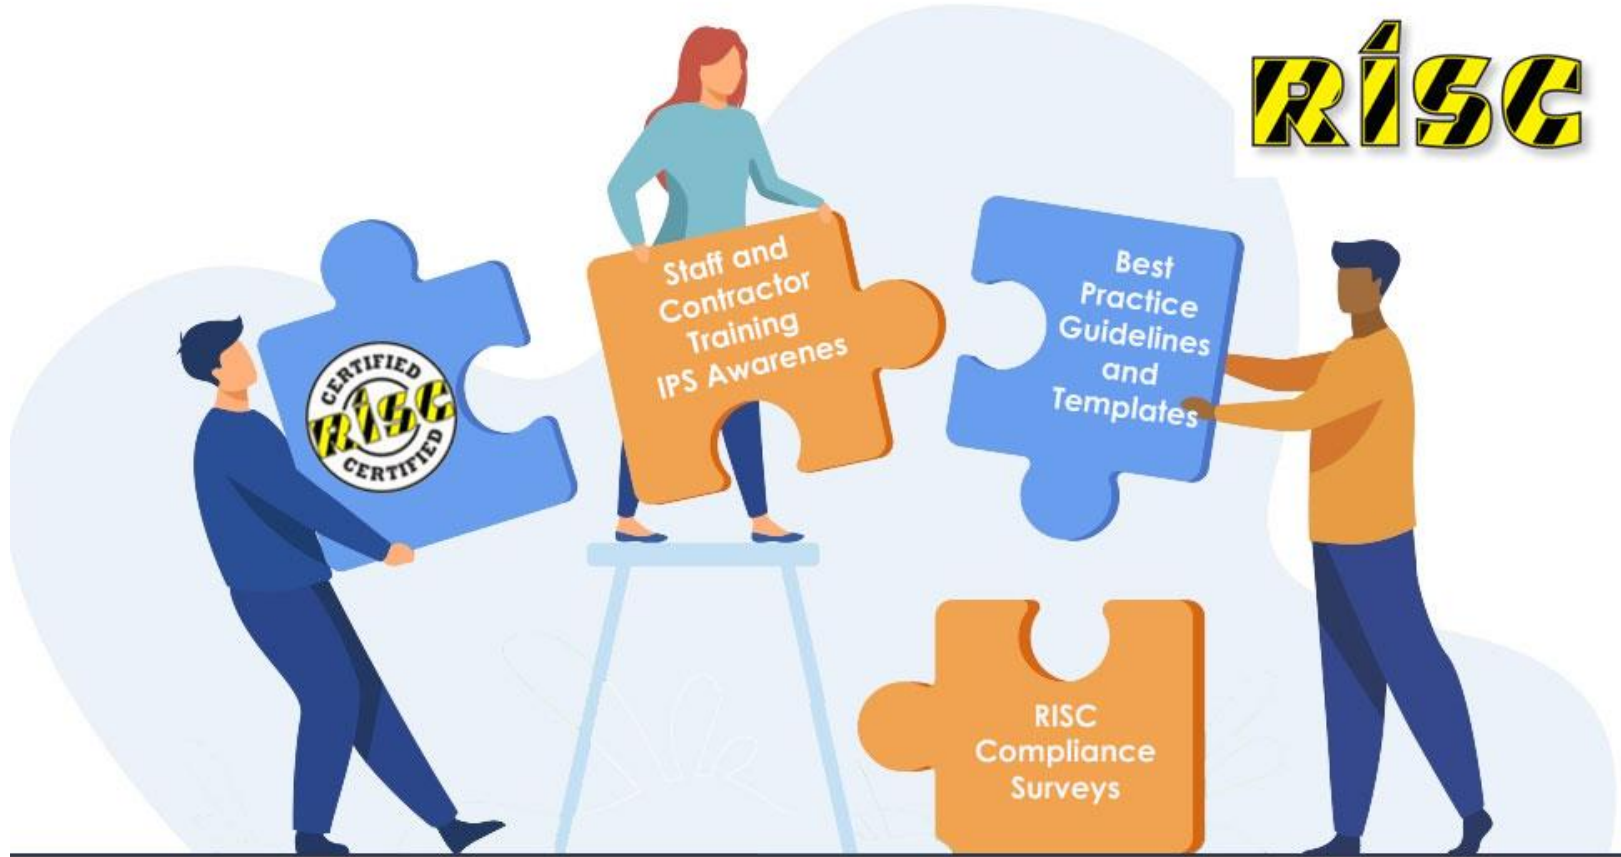 RISC
CERTIFIED
RISC
CERTIFIED
Staff and
Contractor
Training
IPS Awarenes
Best
Practice
Guidelines
and
Templates
RISC
Compliance
Surveys